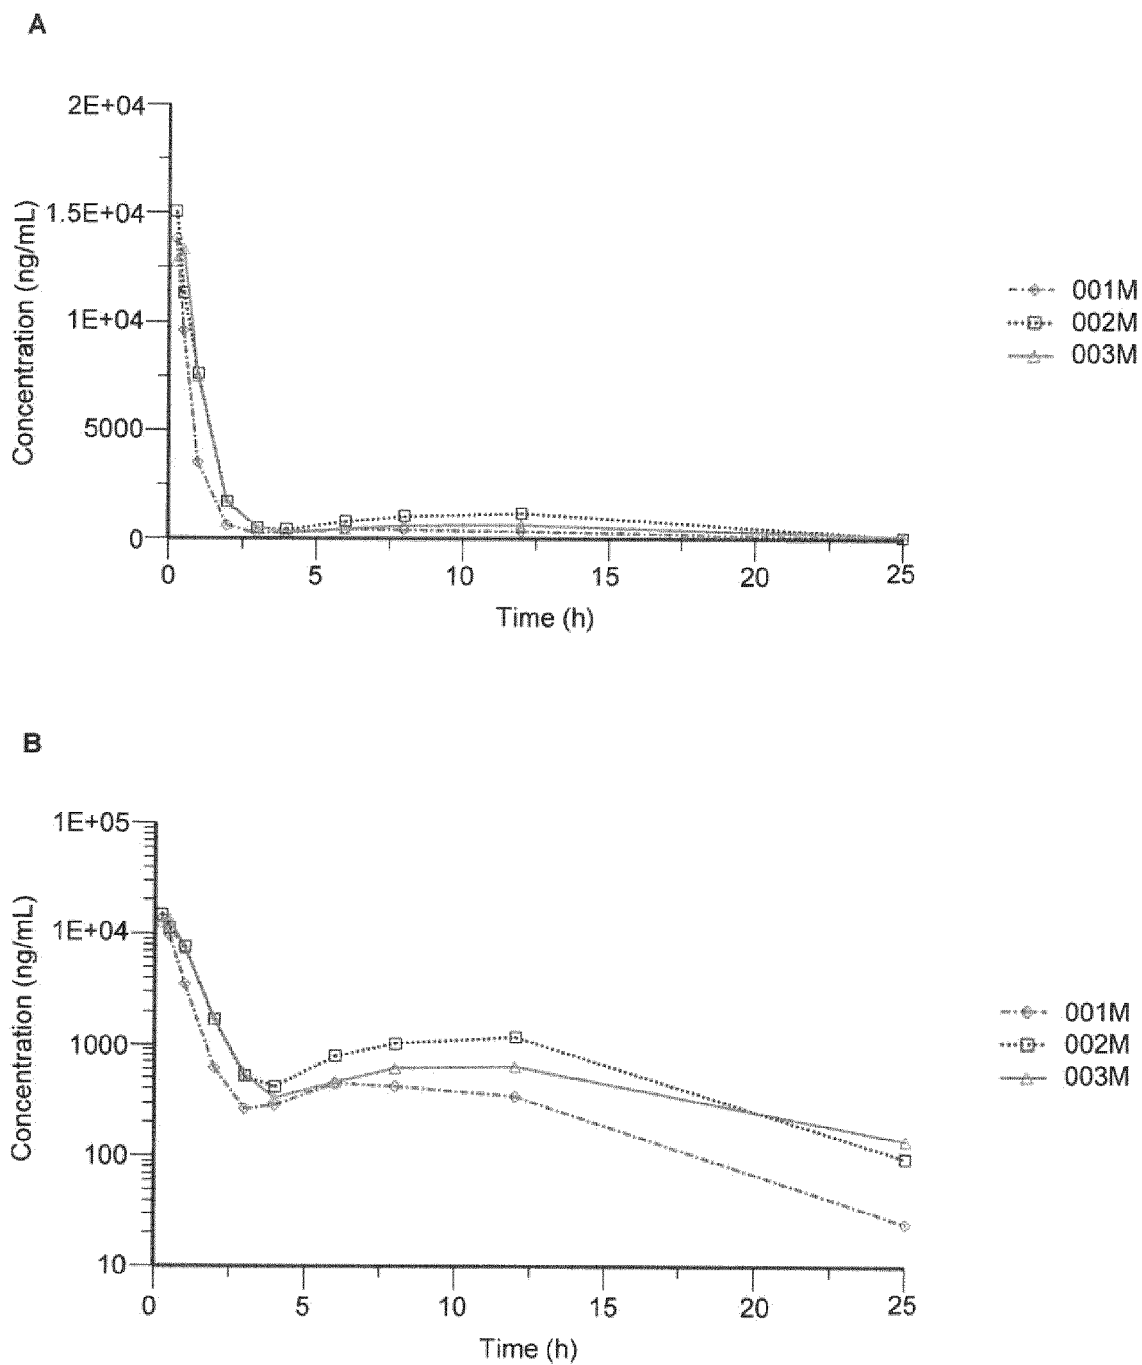 A
2E+04
1.5E+04
1E+04
5000
0
Concentration (ng/mL)
0 5 10 15 20 25
Time (h)
001M
002M
003M
B
1E+05
1E+04
1000
100
10
Concentration (ng/mL)
0 5 10 15 20 25
Time (h)
001M
002M
003M